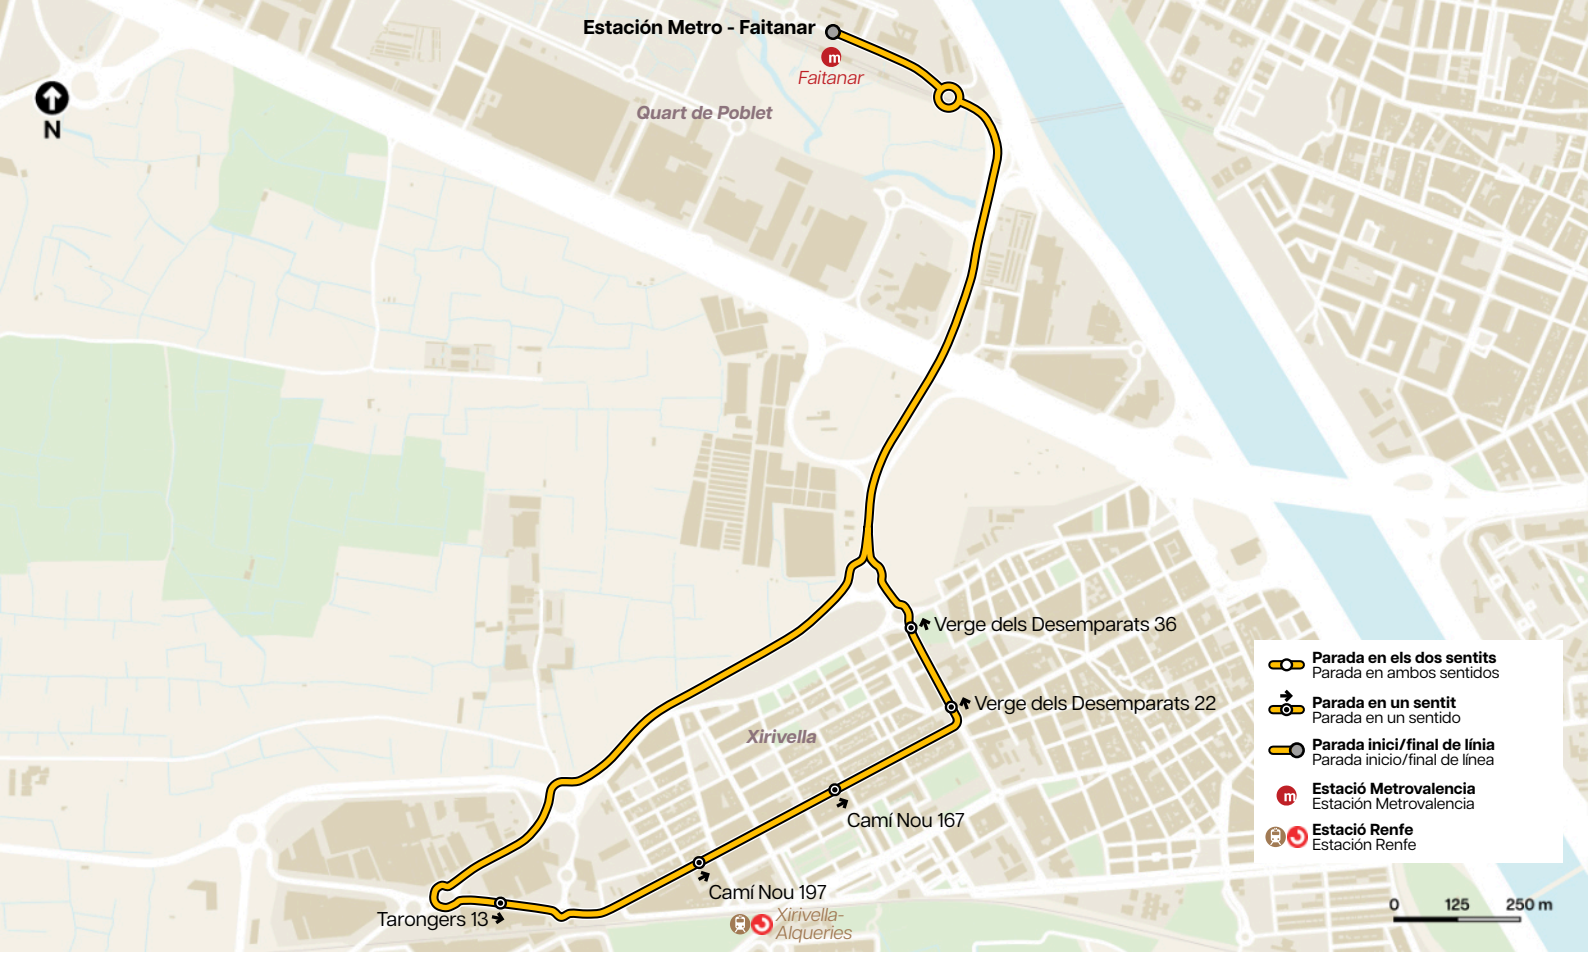 Estación Metro - Faitanar
m
Faitanar
Quart de Poblet
N
Verge dels Desemparats 36
Verge dels Desemparats 22
Xirivella
Camí Nou 167
Camí Nou 197
Tarongers 13
Xirivella-
Alqueries
Parada en els dos sentits
Parada en ambos sentidos
Parada en un sentit
Parada en un sentido
Parada inici/final de línia
Parada inicio/final de línea
m
Estació Metrovalencia
Estación Metrovalencia
Estació Renfe
Estación Renfe
0 125 250 m